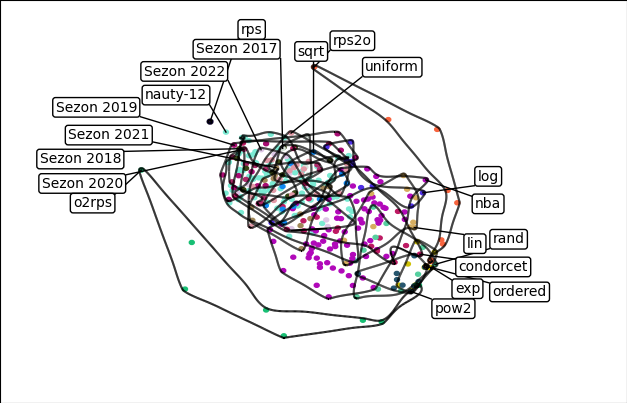 rps
rps2o
Sezon 2017
sqrt
Sezon 2022
uniform
nauty-12
Sezon 2019
Sezon 2021
Sezon 2018
Sezon 2020
log
o2rps
nba
lin
rand
condorcet
exp
ordered
pow2